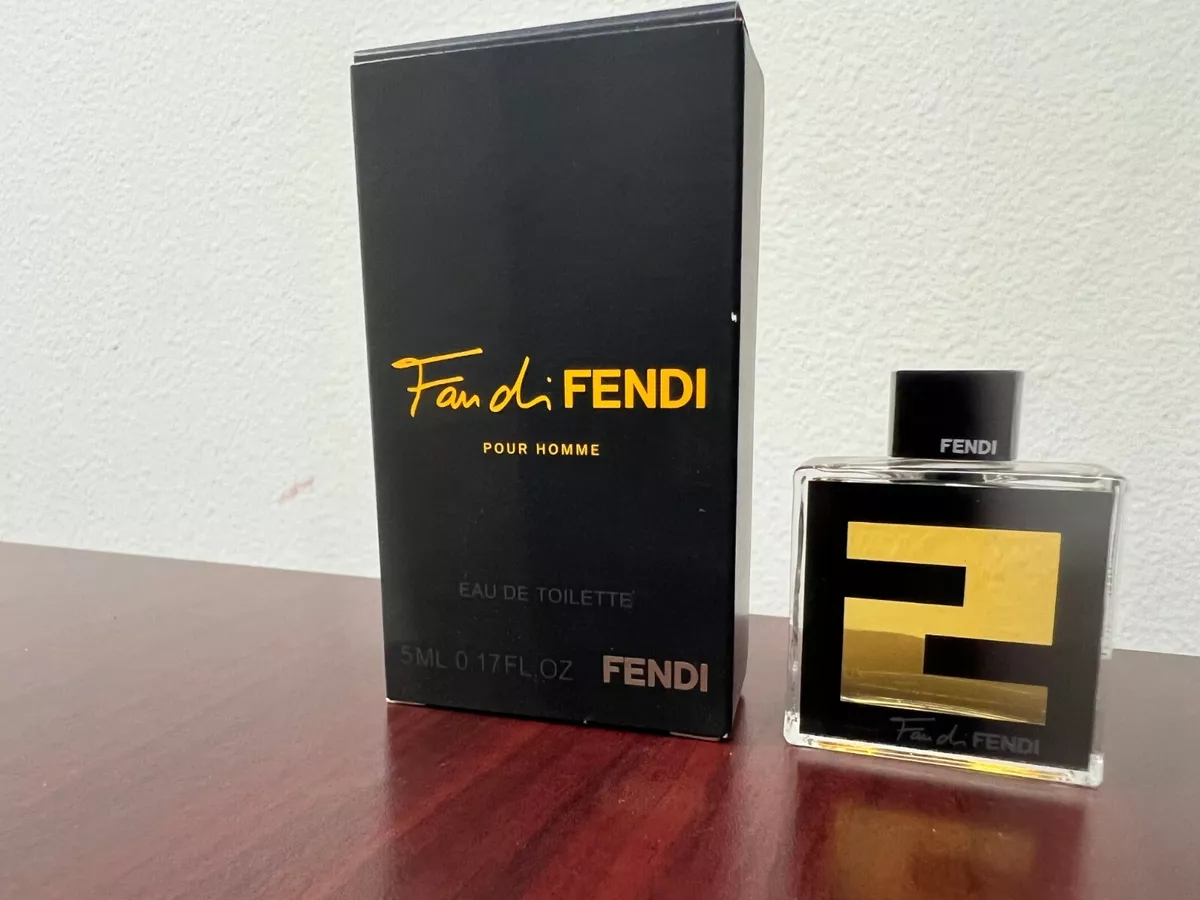 Fan di FENDI
POUR HOMME
EAU DE TOILETTE
5ML 0.17FL.OZ FENDI
FENDI
Fan di FENDI